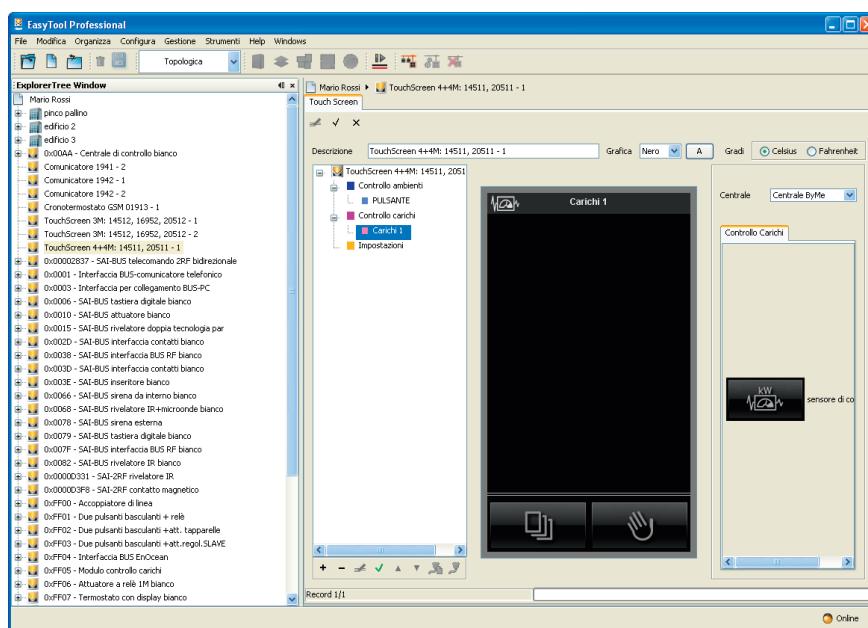 EasyTool Professional
File Modifica Organizza Configura Gestione Strumenti Help Windows
Topologica
ExplorerTree Window
Mario Rossi
pinco pallino
edificio 2
edificio 3
0x00AA - Centrale di controllo bianco
Comunicatore 1941 - 2
Comunicatore 1942 - 1
Comunicatore 1942 - 2
Cronotermostato GSM 01913 - 1
TouchScreen 3M: 14512, 16952, 20512 - 1
TouchScreen 3M: 14512, 16952, 20512 - 2
TouchScreen 4+4M: 14511, 20511 - 1
0x00002837 - SAI-BUS telecomando 2RF bidirezionale
0x0001 - Interfaccia BUS-comunicatore telefonico
0x0003 - Interfaccia per collegamento BUS-PC
0x0006 - SAI-BUS tastiera digitale bianco
0x0010 - SAI-BUS attuatore bianco
0x0015 - SAI-BUS rivelatore doppia tecnologia par
0x002D - SAI-BUS interfaccia contatti bianco
0x0038 - SAI-BUS interfaccia BUS RF bianco
0x003D - SAI-BUS interfaccia contatti bianco
0x003E - SAI-BUS inseritore bianco
0x0066 - SAI-BUS sirena da interno bianco
0x0068 - SAI-BUS rivelatore IR+microonde bianco
0x0078 - SAI-BUS sirena esterna
0x0079 - SAI-BUS tastiera digitale bianco
0x007F - SAI-BUS interfaccia BUS RF bianco
0x0082 - SAI-BUS rivelatore IR bianco
0x0000D331 - SAI-2RF rivelatore IR
0x0000D3F8 - SAI-2RF contatto magnetico
0xFF00 - Accoppiatore di linea
0xFF01 - Due pulsanti basculanti + relè
0xFF02 - Due pulsanti basculanti +att. tapparelle
0xFF03 - Due pulsanti basculanti +att.regol.SLAVE
0xFF04 - Interfaccia BUS EnOcean
0xFF05 - Modulo controllo carichi
0xFF06 - Attuatore a relè 1M bianco
0xFF07 - Termostato con display bianco
Mario Rossi TouchScreen 4+4M: 14511, 20511 - 1
Touch Screen
Descrizione TouchScreen 4+4M: 14511, 20511 - 1 Grafica Nero A Gradi Celsius Fahrenheit
TouchScreen 4+4M: 14511, 2051
Controllo ambienti
PULSANTE
Controllo carichi
Carichi 1
Impostazioni
Carichi 1
Centrale Centrale ByMe
Controllo Carichi
kW
sensore di co
Record 1/1
Online